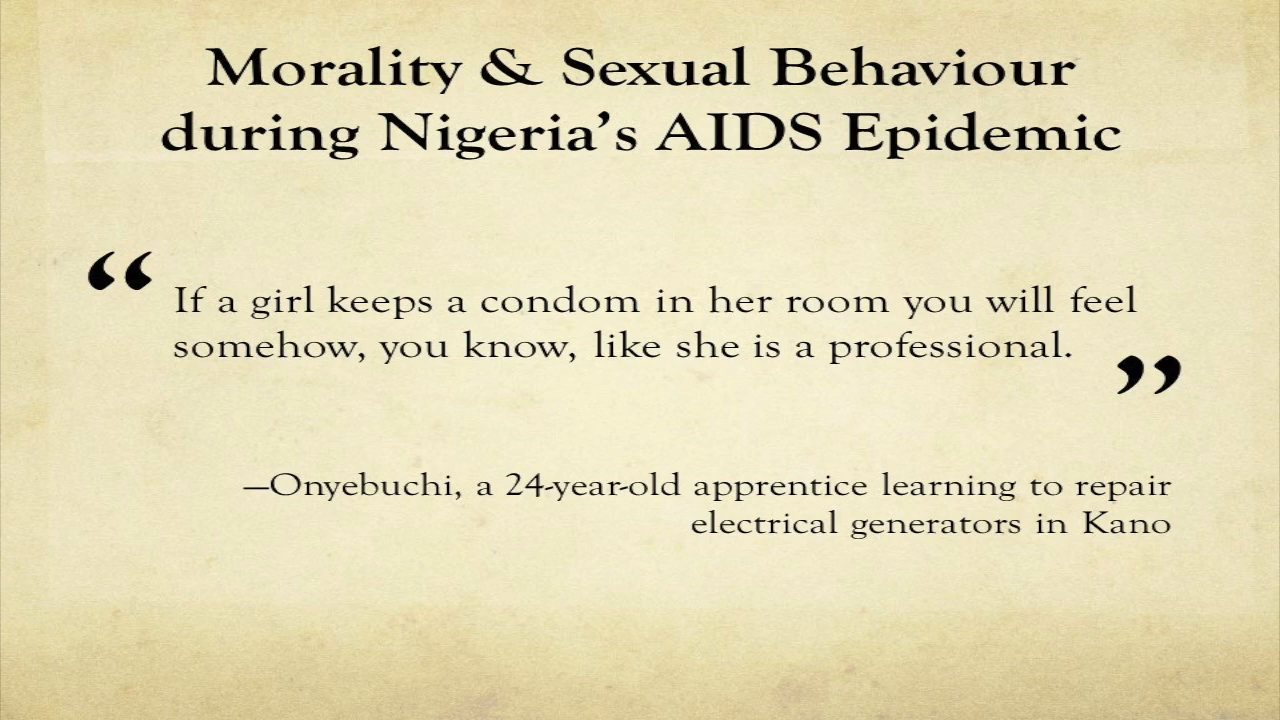 Morality & Sexual Behaviour
during Nigeria’s AIDS Epidemic
“ If a girl keeps a condom in her room you will feel
somehow, you know, like she is a professional. ”
—Onyebuchi, a 24-year-old apprentice learning to repair
electrical generators in Kano